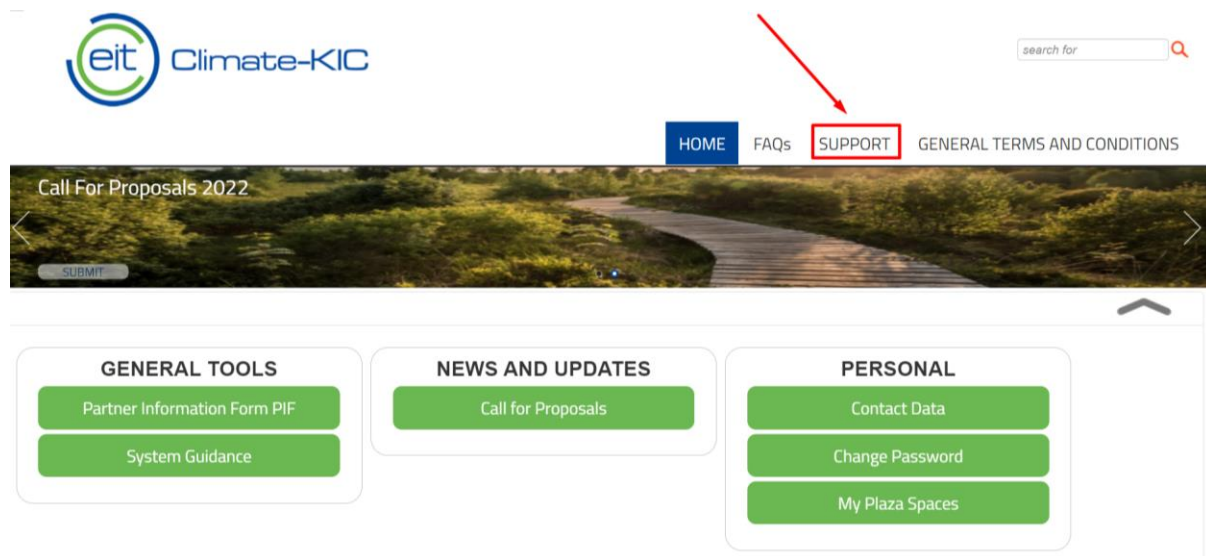 eit Climate-KIC
search for
HOME FAQs SUPPORT GENERAL TERMS AND CONDITIONS
Call For Proposals 2022
SUBMIT
GENERAL TOOLS
Partner Information Form PIF
System Guidance
NEWS AND UPDATES
Call for Proposals
PERSONAL
Contact Data
Change Password
My Plaza Spaces